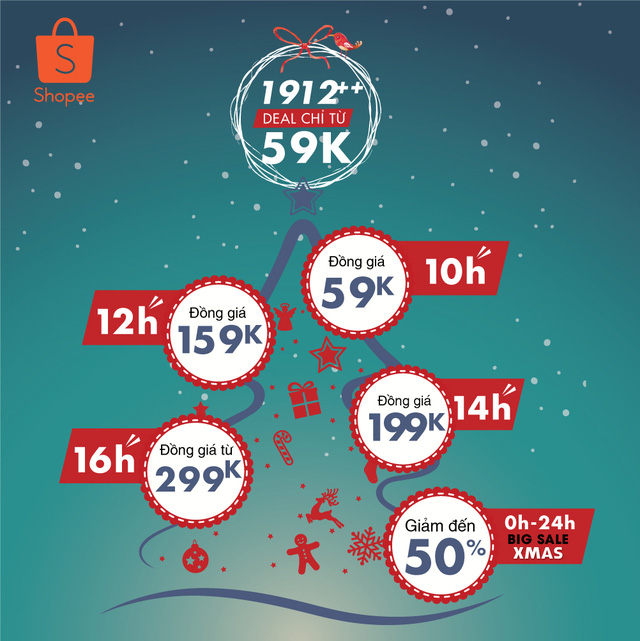 Shopee
1912++
DEAL CHỈ TỪ
59K
Đồng giá
59K
10h
12h
Đồng giá
159K
Đồng giá
199K
14h
16h
Đồng giá từ
299K
Giảm đến
50%
0h-24h
BIG SALE
XMAS